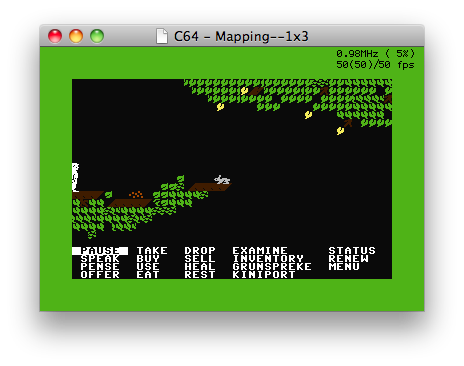 C64 - Mapping--1x3
0.98MHz ( 5%)
50(50)/50 fps
PAUSE TAKE DROP EXAMINE STATUS
SPEAK BUY SELL INVENTORY RENEW
PENSE USE HEAL GRUNSPREKE MENU
OFFER EAT REST KINIPORT